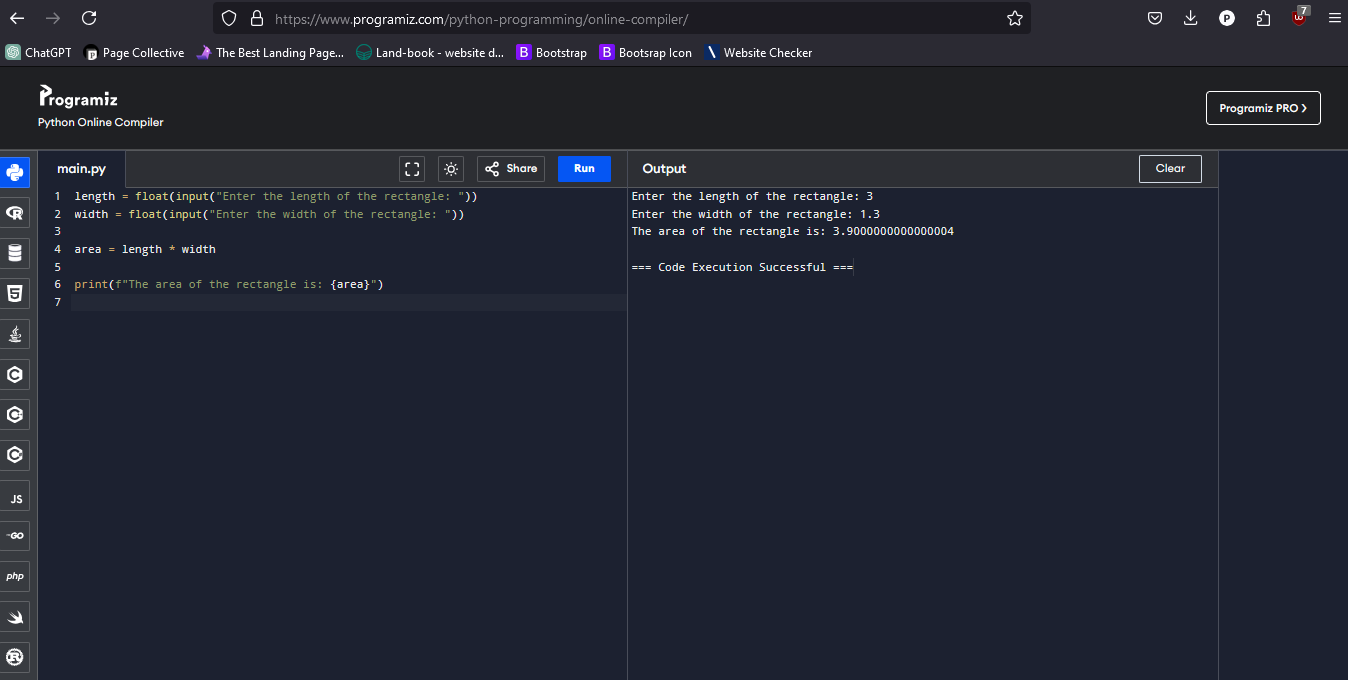 https://www.programiz.com/python-programming/online-compiler/
P
7
ChatGPT
Page Collective
The Best Landing Page...
Land-book - website d...
B Bootstrap
B Bootsrap Icon
Website Checker
Programiz
Python Online Compiler
Programiz PRO
main.py
Share
Run
Output
Clear
1 length = float(input("Enter the length of the rectangle: "))
2 width = float(input("Enter the width of the rectangle: "))
3
4 area = length * width
5
6 print(f"The area of the rectangle is: {area}")
7
Enter the length of the rectangle: 3
Enter the width of the rectangle: 1.3
The area of the rectangle is: 3.9000000000000004
=== Code Execution Successful ===
R
5
C
C
C
JS
GO
php
R